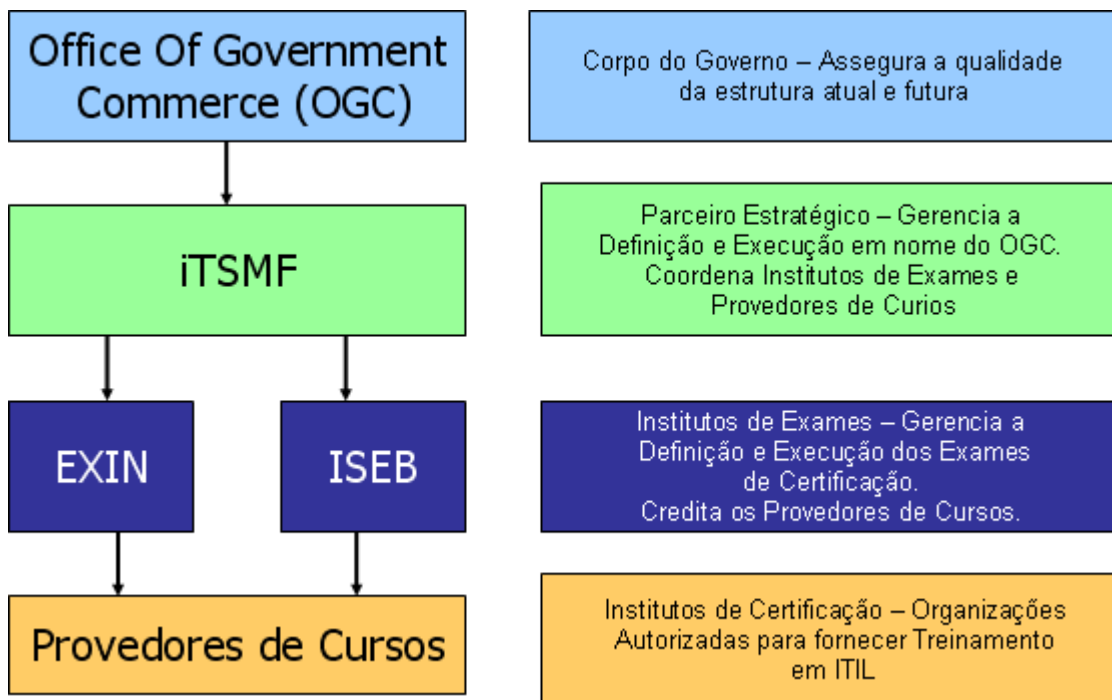 Office Of Government
Commerce (OGC)
Corpo do Governo – Assegura a qualidade
da estrutura atual e futura
iTSMF
Parceiro Estratégico – Gerencia a
Definição e Execução em nome do OGC.
Coordena Institutos de Exames e
Provedores de Curios
EXIN
ISEB
Institutos de Exames – Gerencia a
Definição e Execução dos Exames
de Certificação.
Credita os Provedores de Cursos.
Provedores de Cursos
Institutos de Certificação – Organizações
Autorizadas para fornecer Treinamento
em ITIL